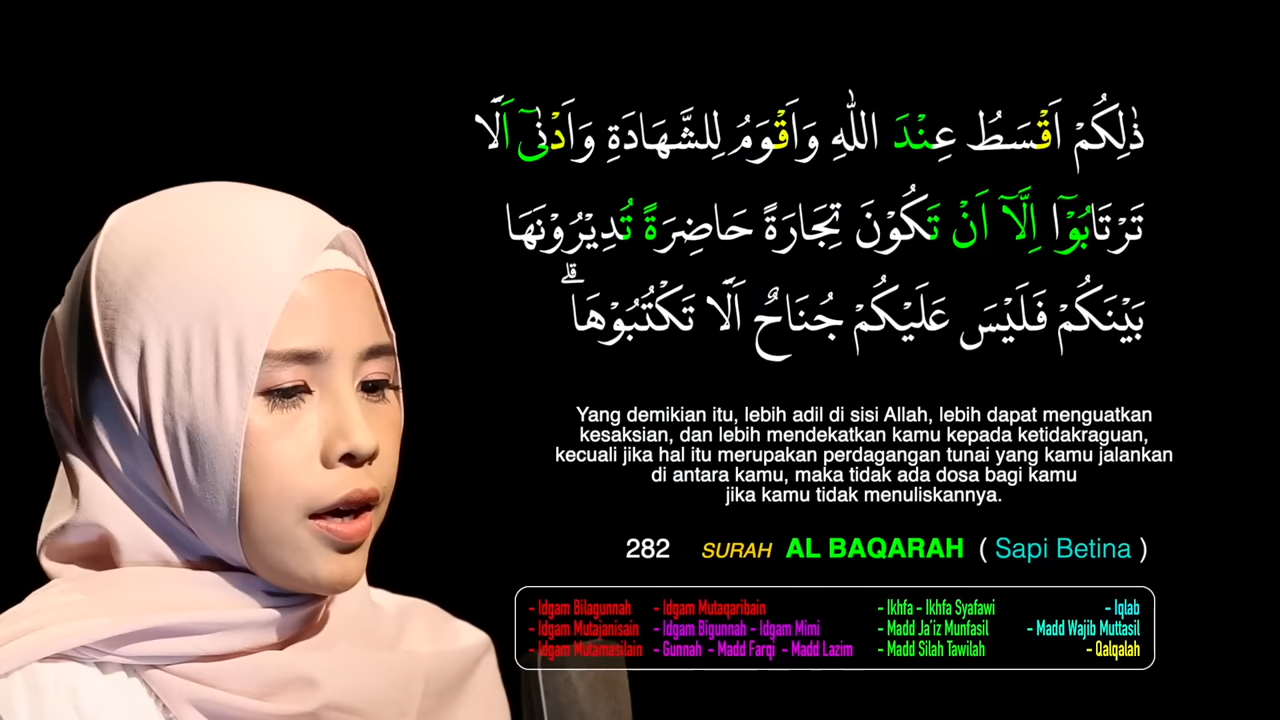 ذٰلِكُمْ اَقْسَطُ عِنْدَ اللّٰهِ وَاَقْوَمُ لِلشَّهَادَةِ وَاَدْنٰىٓ اَلَّا
تَرْتَابُوْٓا اِلَّآ اَنْ تَكُوْنَ تِجَارَةً حَاضِرَةً تُدِيْرُوْنَهَا
بَيْنَكُمْ فَلَيْسَ عَلَيْكُمْ جُنَاحٌ اَلَّا تَكْتُبُوْهَاۗ
Yang demikian itu, lebih adil di sisi Allah, lebih dapat menguatkan
kesaksian, dan lebih mendekatkan kamu kepada ketidakraguan,
kecuali jika hal itu merupakan perdagangan tunai yang kamu jalankan
di antara kamu, maka tidak ada dosa bagi kamu
jika kamu tidak menuliskannya.
282 SURAH AL BAQARAH ( Sapi Betina )
- Idgam Bilagunnah - Idgam Mutaqaribain - Ikhfa - Ikhfa Syafawi - Iqlab
- Idgam Mutajanisain - Idgam Bigunnah - Idgam Mimi - Madd Ja'iz Munfasil - Madd Wajib Muttasil
- Idgam Mutamasilain - Gunnah - Madd Farqi - Madd Lazim - Madd Silah Tawilah - Qalqalah